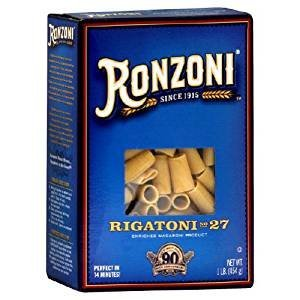 RONZONI®
SINCE 1915
RIGATONI NO 27
ENRICHED MACARONI PRODUCT
90
PERFECT IN
14 MINUTES!
NET WT
1 LB. (454 g)